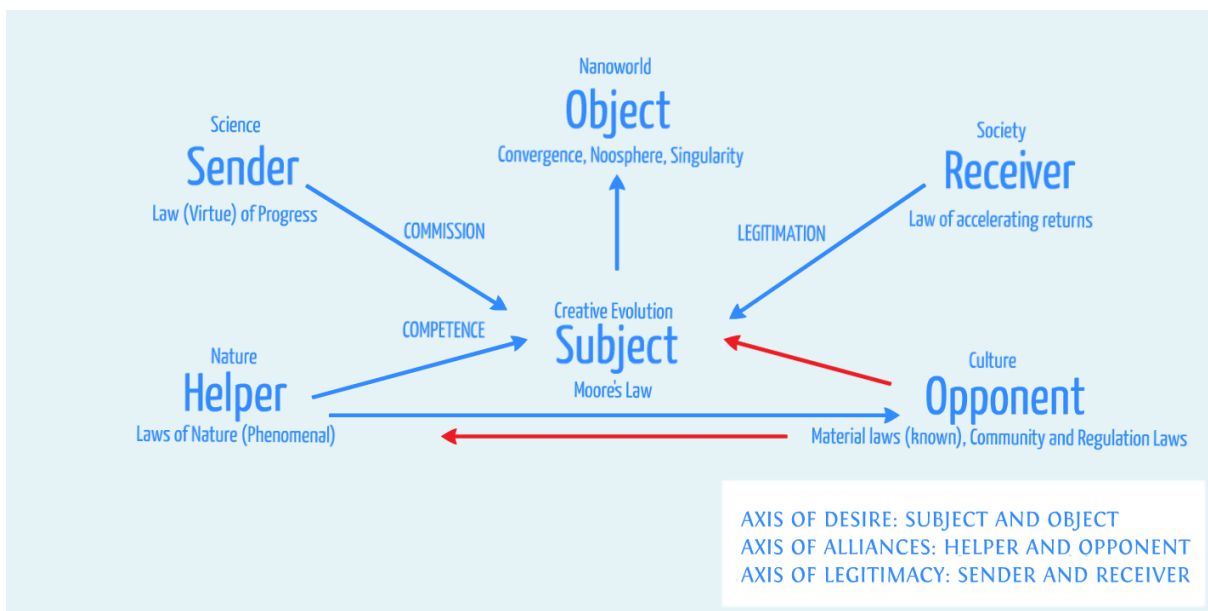 Nanoworld
Object
Convergence, Noosphere, Singularity
Science
Sender
Law (Virtue) of Progress
Society
Receiver
Law of accelerating returns
COMMISSION
LEGITIMATION
Creative Evolution
Subject
Moore's Law
COMPETENCE
Nature
Helper
Laws of Nature (Phenomenal)
Culture
Opponent
Material laws (known), Community and Regulation Laws
AXIS OF DESIRE: SUBJECT AND OBJECT
AXIS OF ALLIANCES: HELPER AND OPPONENT
AXIS OF LEGITIMACY: SENDER AND RECEIVER